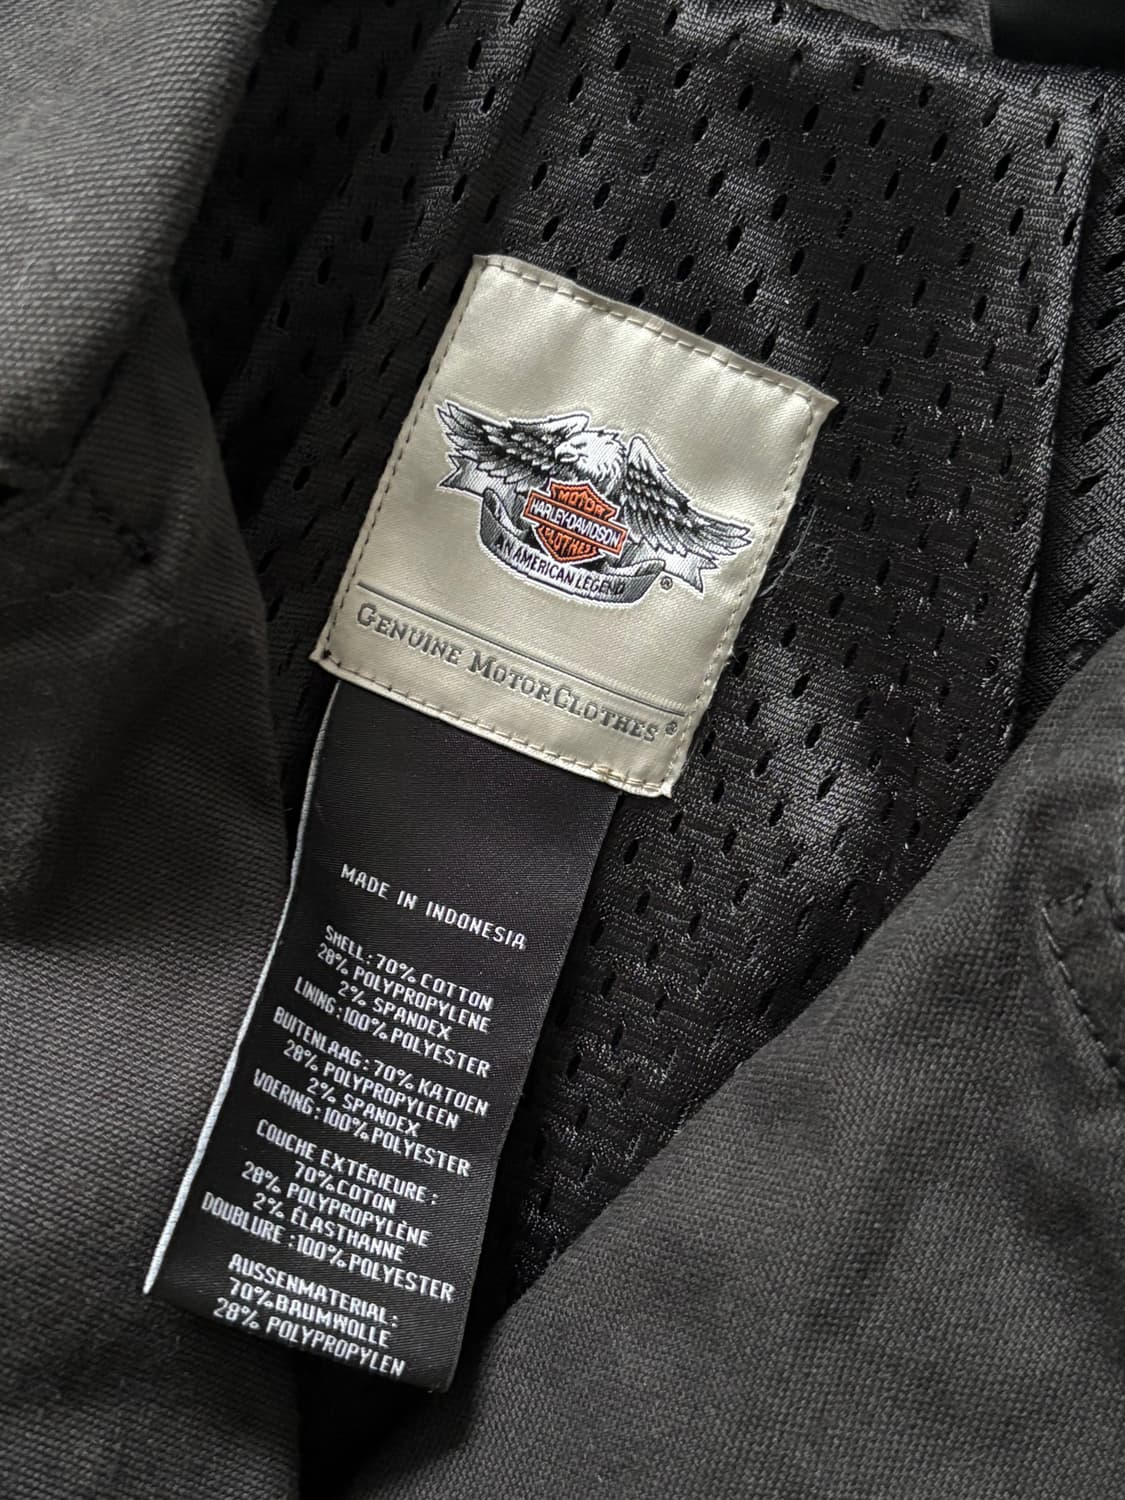 MOTOR
HARLEY-DAVIDSON
CLOTHES
AN AMERICAN LEGEND
®
GENUINE MOTORCLOTHES®
MADE IN INDONESIA
SHELL: 70% COTTON
28% POLYPROPYLENE
2% SPANDEX
LINING:100% POLYESTER
BUITENLAAG: 70% KATOEN
28% POLYPROPYLEEN
2% SPANDEX
VOERING:100% POLYESTER
COUCHE EXTÉRIEURE :
70%COTON
28% POLYPROPYLÈNE
2% ÉLASTHANNE
DOUBLURE :100% POLYESTER
AUSSENMATERIAL:
70%BAUMWOLLE
28% POLYPROPYLEN